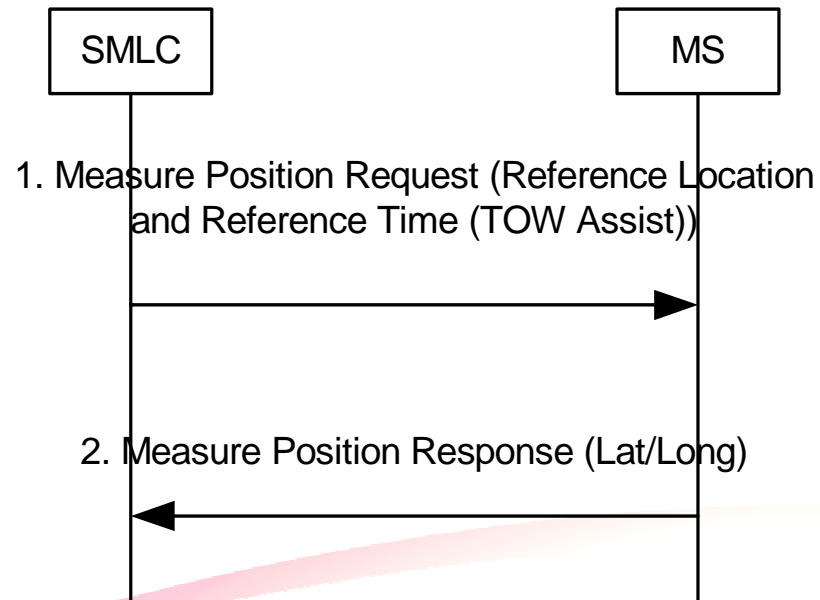 SMLC
MS
1. Measure Position Request (Reference Location
and Reference Time (TOW Assist))
2. Measure Position Response (Lat/Long)